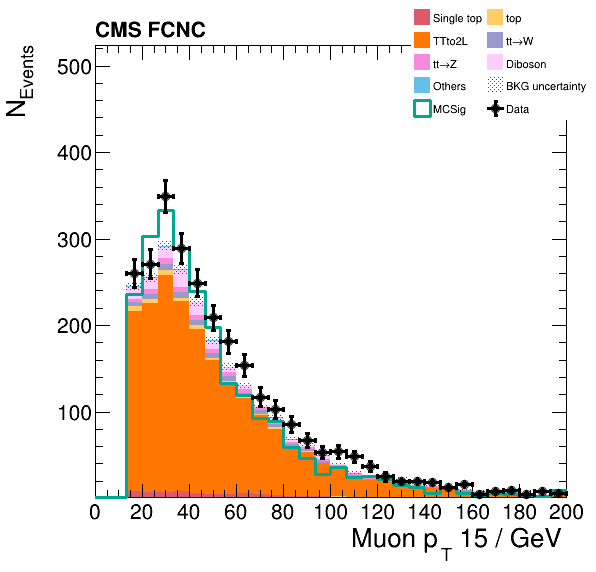 CMS FCNC
Single top
top
TTto2L
tt→W
tt→Z
Diboson
Others
BKG uncertainty
MCSig
Data
N_Events
500
400
300
200
100
0 20 40 60 80 100 120 140 160 180 200
Muon p_T 15 / GeV